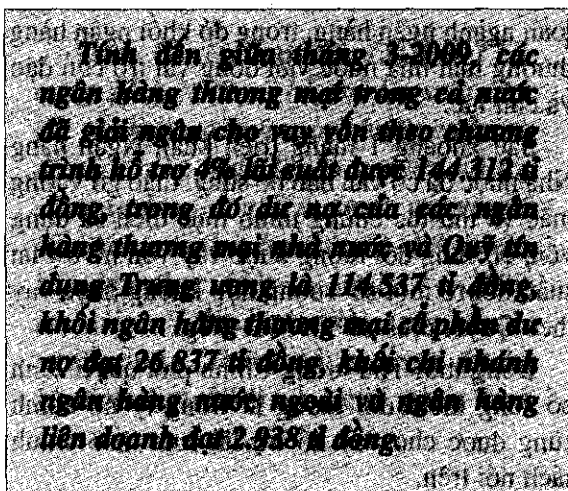 Tính đến giữa tháng 3-2009, các
ngân hàng thương mại trong cả nước
đã giải ngân cho vay vốn theo chương
trình hỗ trợ 4% lãi suất được 144.312 tỉ
đồng, trong đó dư nợ của các ngân
hàng thương mại nhà nước và Quỹ tín
dụng Trung ương là 114.537 tỉ đồng,
khối ngân hàng thương mại cổ phần dư
nợ đạt 26.837 tỉ đồng, khối chi nhánh
ngân hàng nước ngoài và ngân hàng
liên doanh đạt 2.938 tỉ đồng.